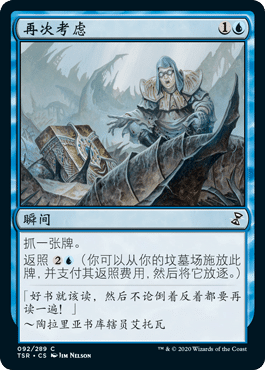 再次考虑 1
瞬间
抓一张牌。
返照 2 (你可以从你的坟墓场施放此
牌，并支付其返照费用，然后将它放逐。)
「好书就该读，然后不论倒着反着都要再
读一遍！」
～陶拉里亚书库辖员艾托瓦
092/289 C
TSR • CS JIM NELSON
™ & © 2020 Wizards of the Coast